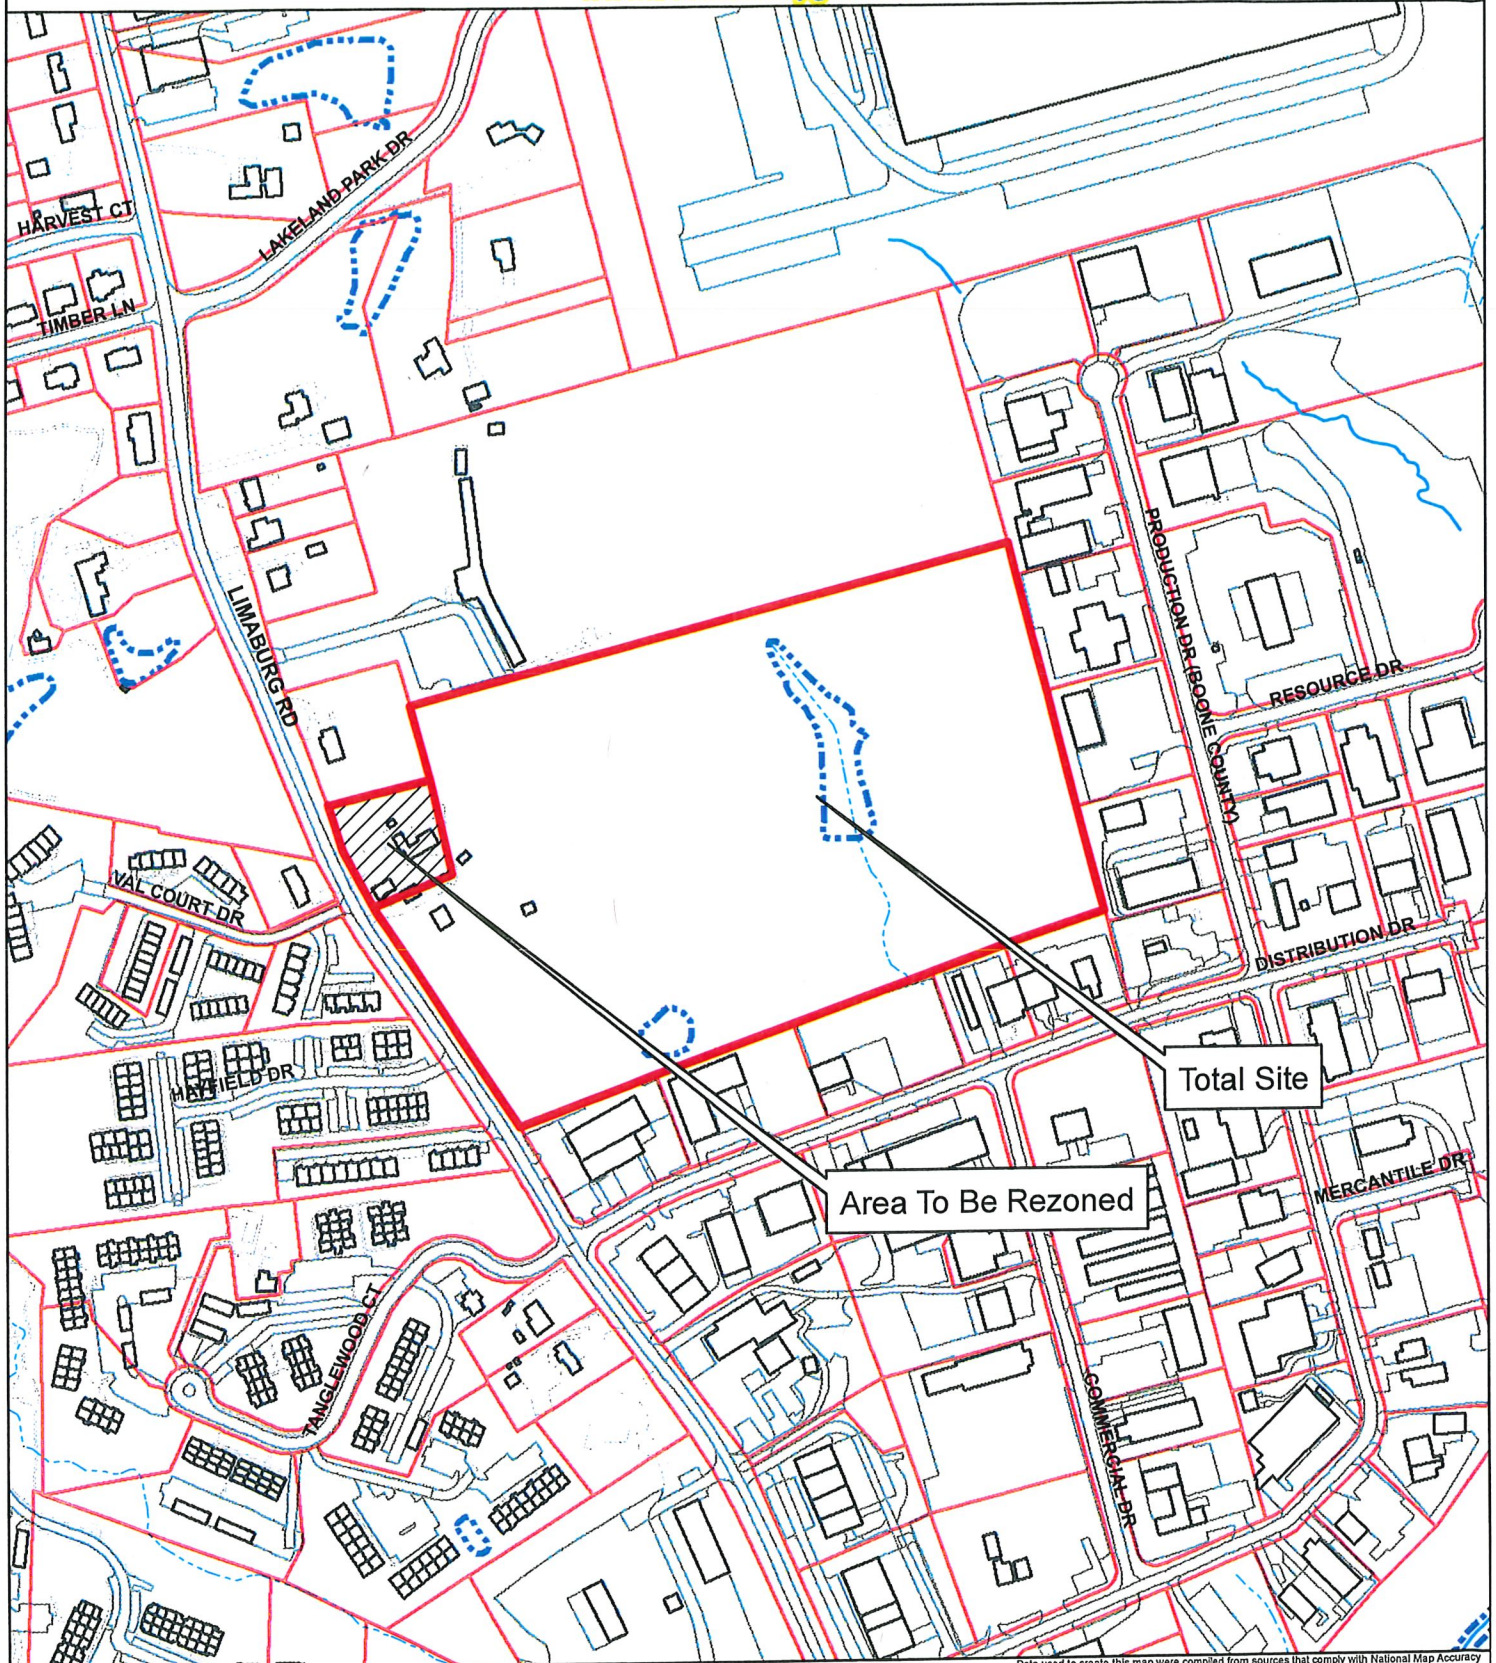 LAKELAND PARK DR
HARVEST CT
TIMBER LN
LIMABURG RD
PRODUCTION DR (BOONE COUNTY)
RESOURCE DR
VAL COURT DR
DISTRIBUTION DR
HAYFIELD DR
Total Site
MERCANTILE DR
Area To Be Rezoned
TANGLEWOOD CT
COMMERCIAL DR
Data used to create this map were compiled from sources that comply with National Map Accuracy